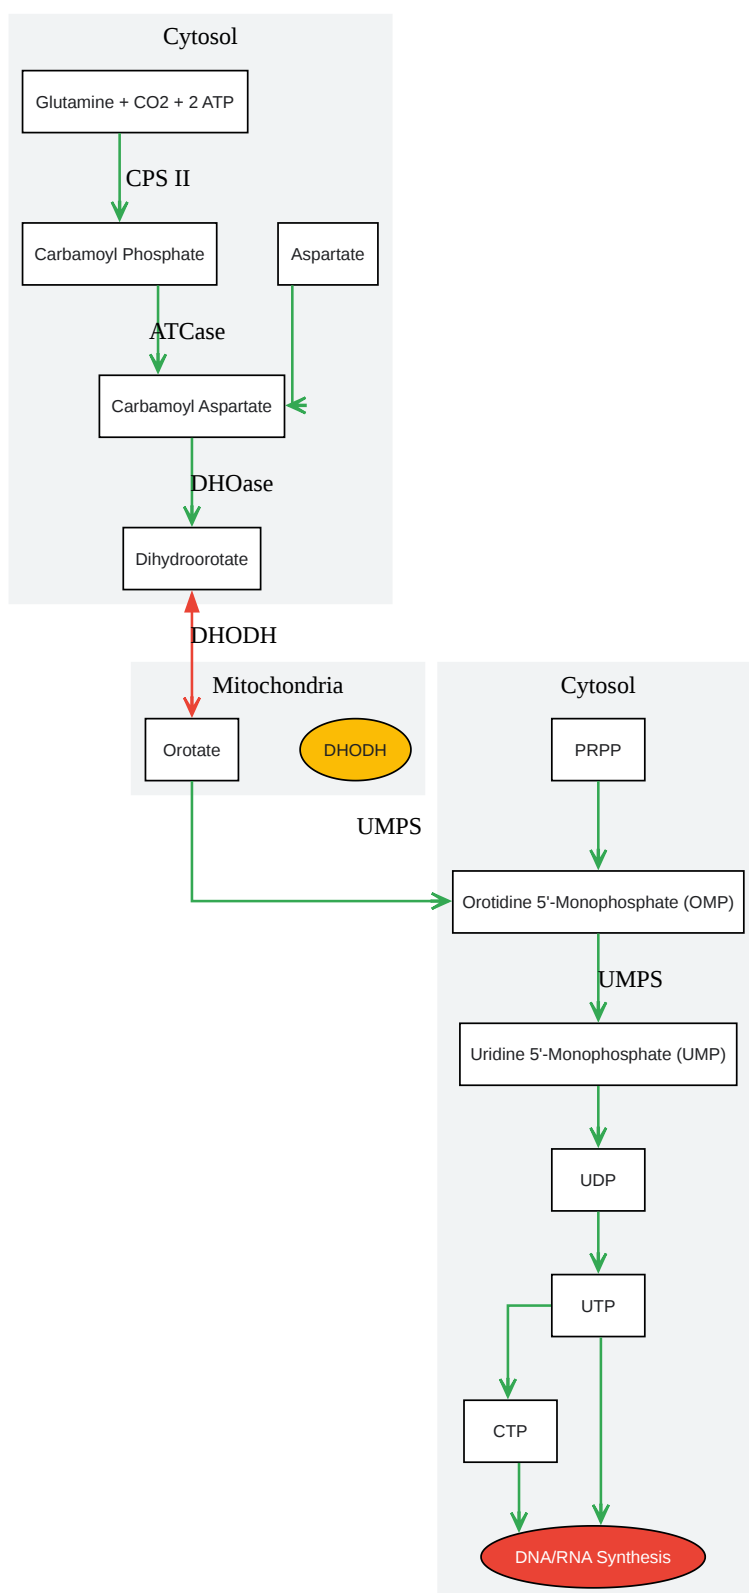 Cytosol
Glutamine + CO2 + 2 ATP
CPS II
Carbamoyl Phosphate
Aspartate
ATCase
Carbamoyl Aspartate
DHOase
Dihydroorotate
DHODH
Mitochondria
Cytosol
Orotate
DHODH
PRPP
UMPS
Orotidine 5'-Monophosphate (OMP)
UMPS
Uridine 5'-Monophosphate (UMP)
UDP
UTP
CTP
DNA/RNA Synthesis